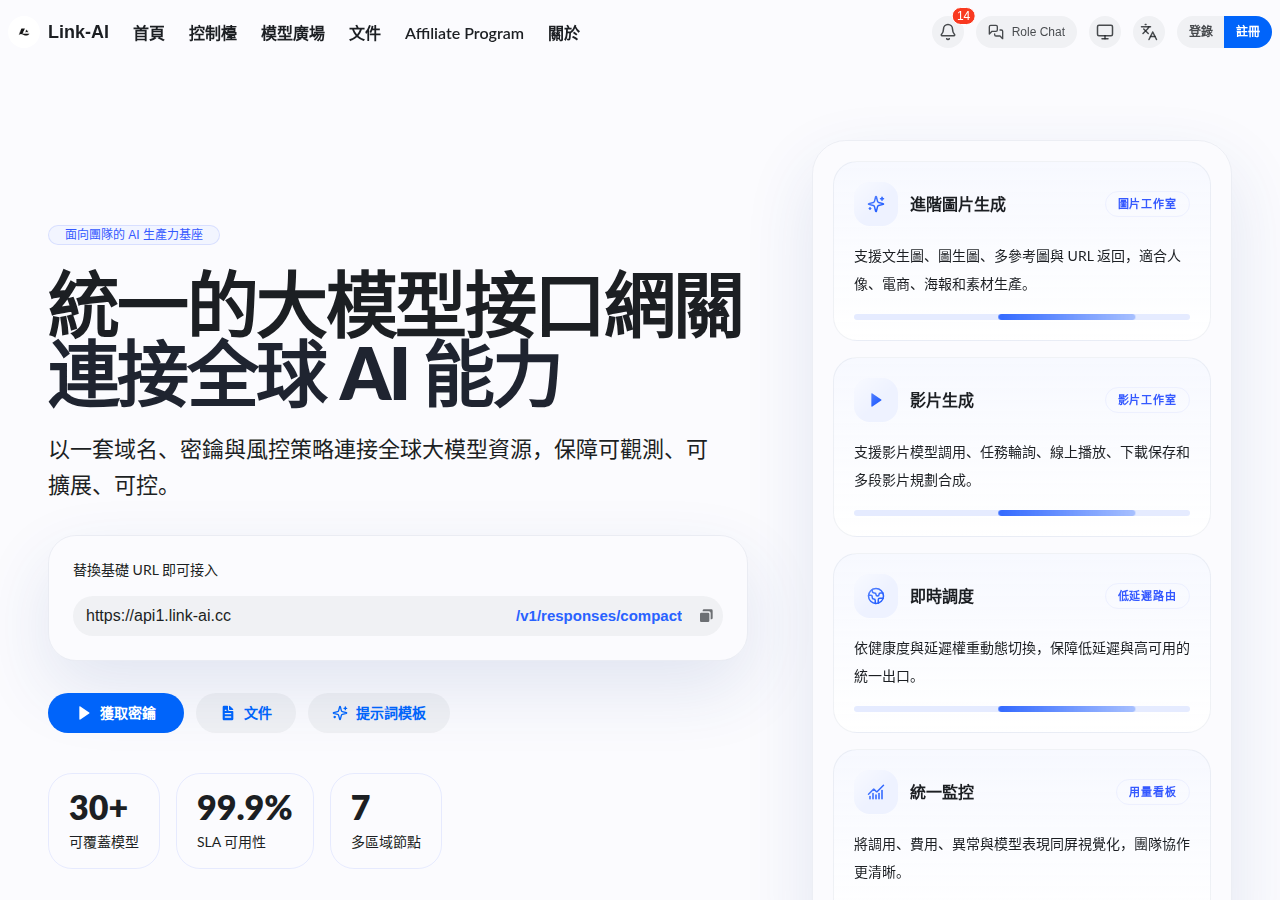 Link-AI 首頁 控制檯 模型廣場 文件 Affiliate Program 關於
14
Role Chat
登錄 註冊
面向團隊的 AI 生產力基座
統一的大模型接口網關
連接全球 AI 能力
以一套域名、密鑰與風控策略連接全球大模型資源，保障可觀測、可
擴展、可控。
替換基礎 URL 即可接入
https://api1.link-ai.cc /v1/responses/compact
獲取密鑰 文件 提示詞模板
30+
可覆蓋模型
99.9%
SLA 可用性
7
多區域節點
進階圖片生成 圖片工作室
支援文生圖、圖生圖、多參考圖與 URL 返回，適合人
像、電商、海報和素材生產。
影片生成 影片工作室
支援影片模型調用、任務輪詢、線上播放、下載保存和
多段影片規劃合成。
即時調度 低延遲路由
依健康度與延遲權重動態切換，保障低延遲與高可用的
統一出口。
統一監控 用量看板
將調用、費用、異常與模型表現同屏視覺化，團隊協作
更清晰。